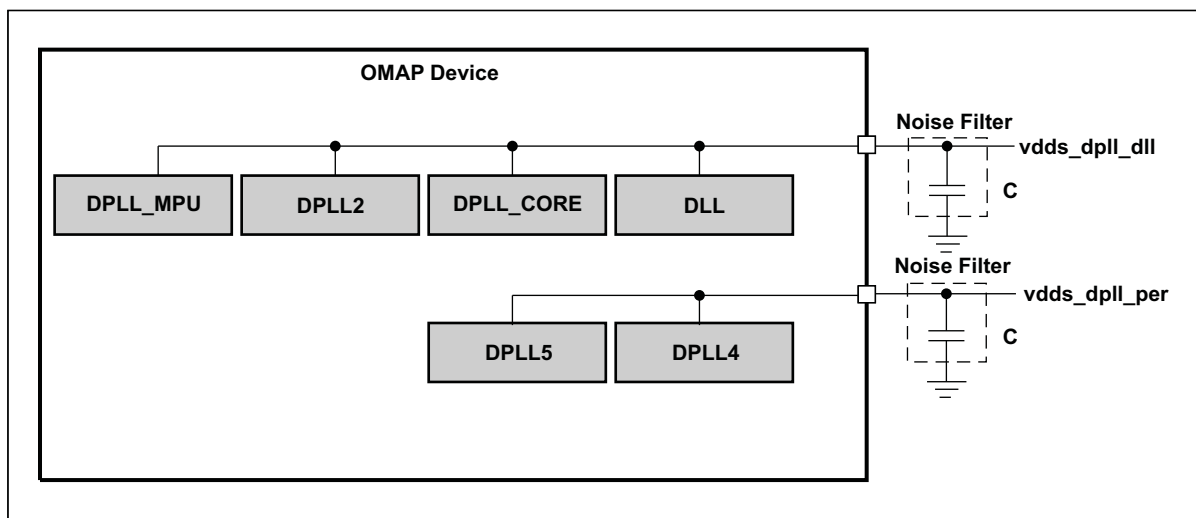 OMAP Device
Noise Filter
vdds_dpll_dll
DPLL_MPU
DPLL2
DPLL_CORE
DLL
C
Noise Filter
vdds_dpll_per
DPLL5
DPLL4
C